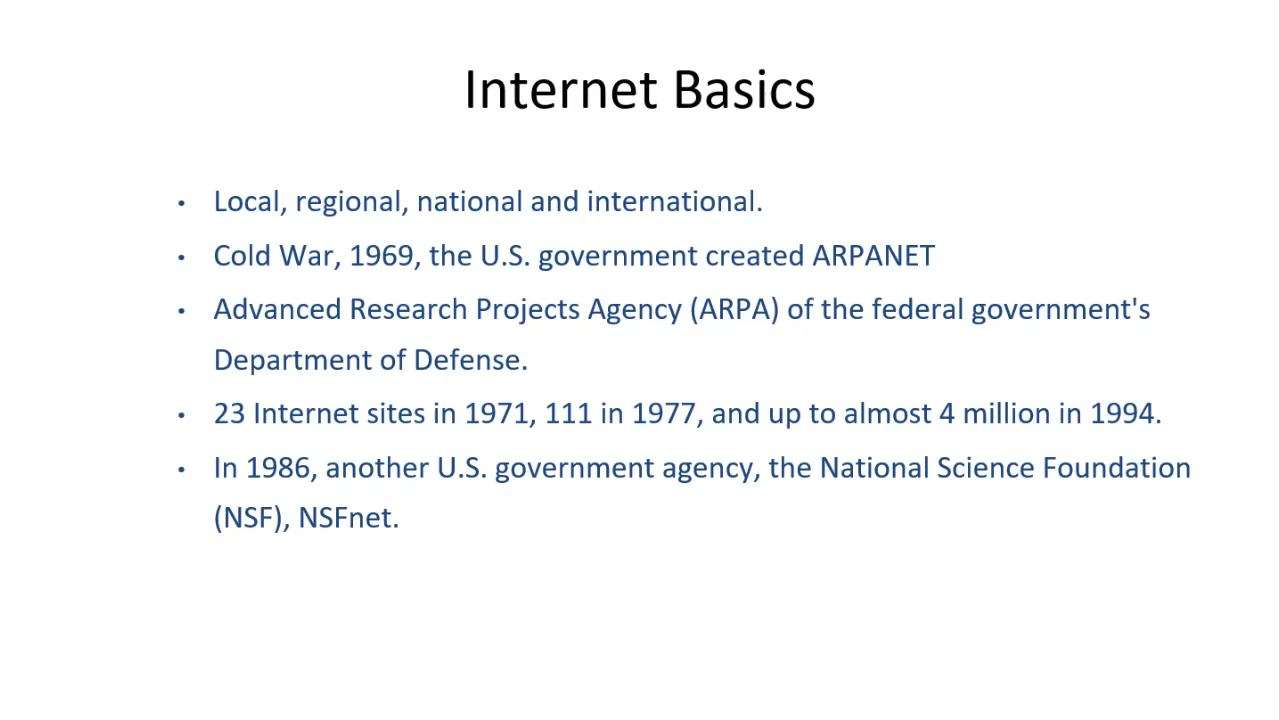 Internet Basics
• Local, regional, national and international.
• Cold War, 1969, the U.S. government created ARPANET
• Advanced Research Projects Agency (ARPA) of the federal government's
Department of Defense.
• 23 Internet sites in 1971, 111 in 1977, and up to almost 4 million in 1994.
• In 1986, another U.S. government agency, the National Science Foundation
(NSF), NSFnet.